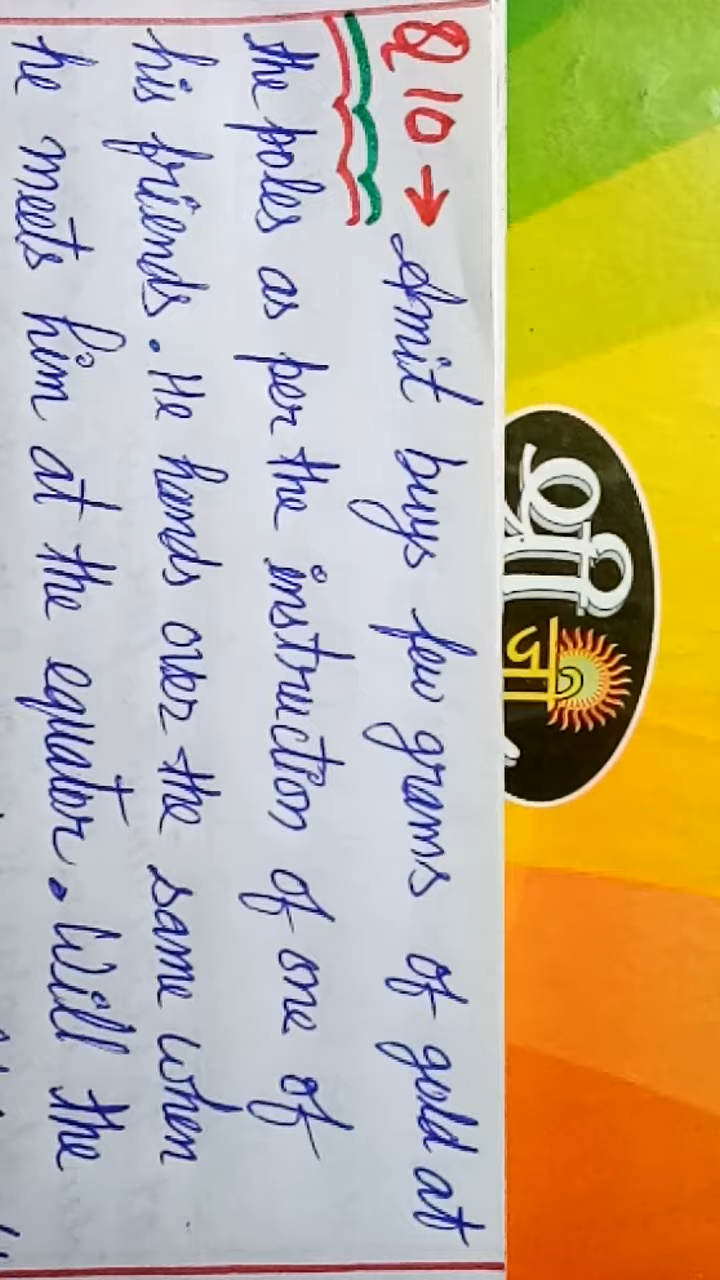 Q 10 → Amit buys few grams of gold at
the poles as per the instruction of one of
his friends. He hands over the same when
he meets him at the equator. Will the
श्री
जी